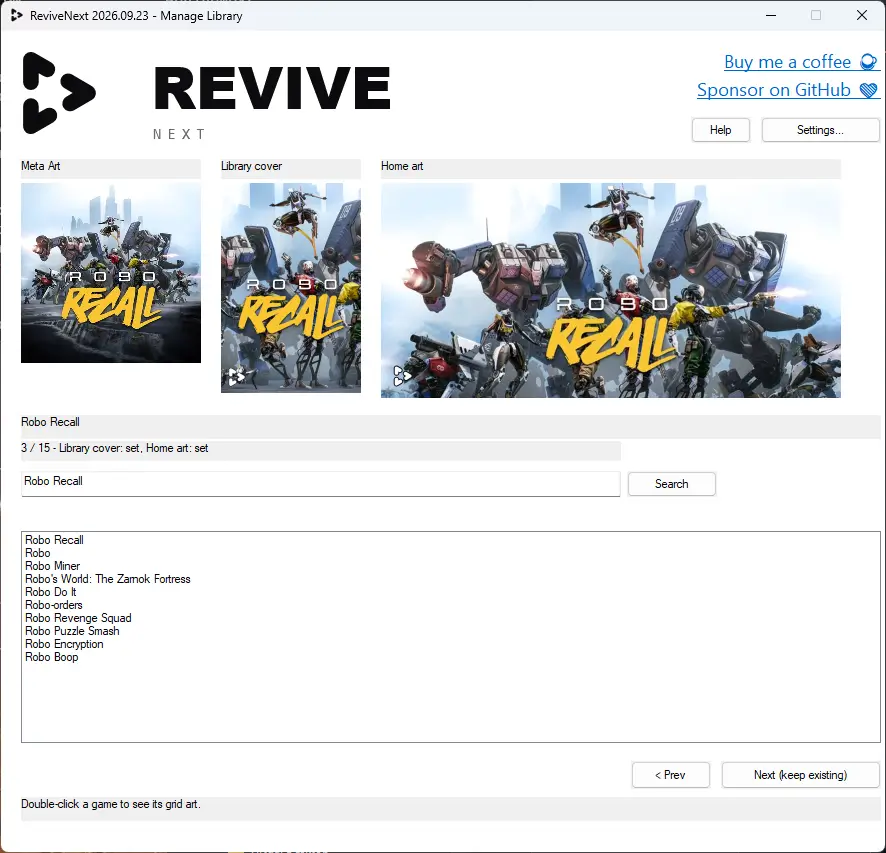 ReviveNext 2026.09.23 - Manage Library
REVIVE
NEXT
Buy me a coffee
Sponsor on GitHub
Help
Settings...
Meta Art
Library cover
Home art
ROBO
RECALL
ROBO
RECALL
09
ROBO
RECALL
Robo Recall
3 / 15 - Library cover: set, Home art: set
Robo Recall
Search
Robo Recall
Robo
Robo Miner
Robo's World: The Zarnok Fortress
Robo Do It
Robo-orders
Robo Revenge Squad
Robo Puzzle Smash
Robo Encryption
Robo Boop
< Prev
Next (keep existing)
Double-click a game to see its grid art.